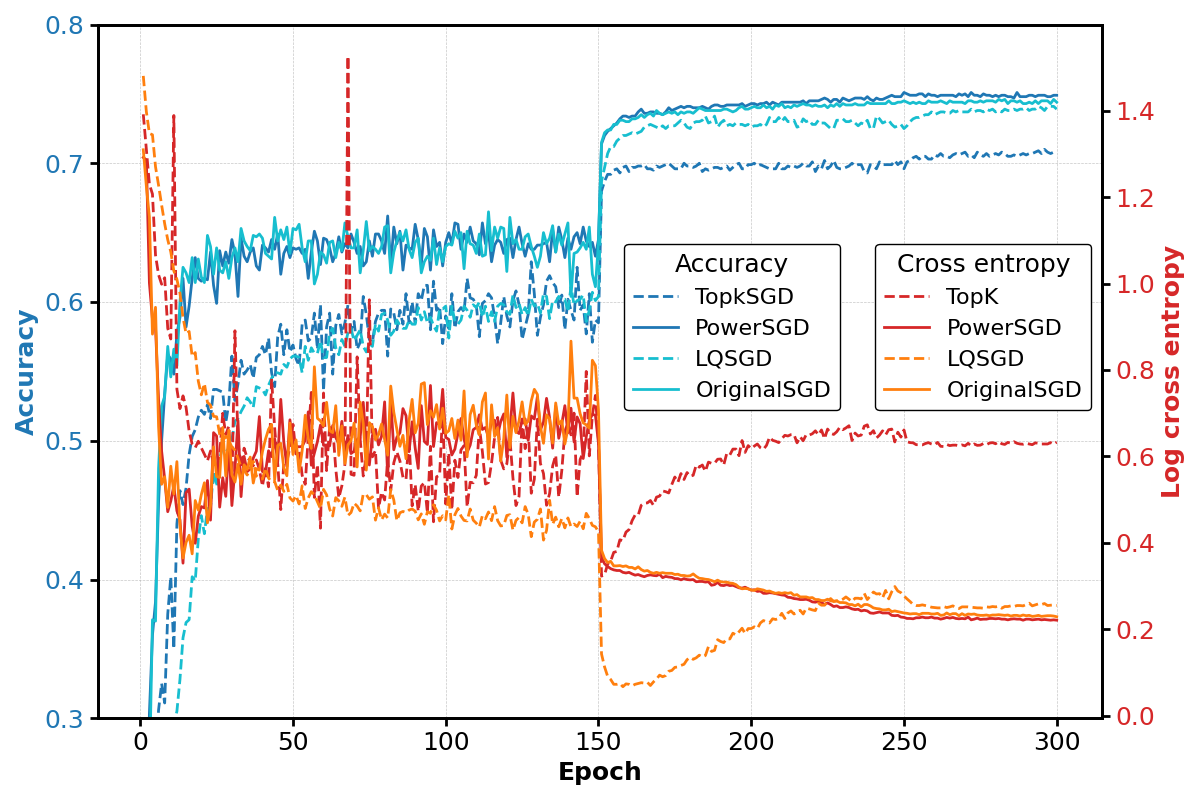 0.8
0.7
0.6
0.5
0.4
0.3
Accuracy
0
50
100
150
200
250
300
Epoch
1.4
1.2
1.0
0.8
0.6
0.4
0.2
0.0
Log cross entropy
Accuracy
TopkSGD
PowerSGD
LQSGD
OriginalSGD
Cross entropy
TopK
PowerSGD
LQSGD
OriginalSGD